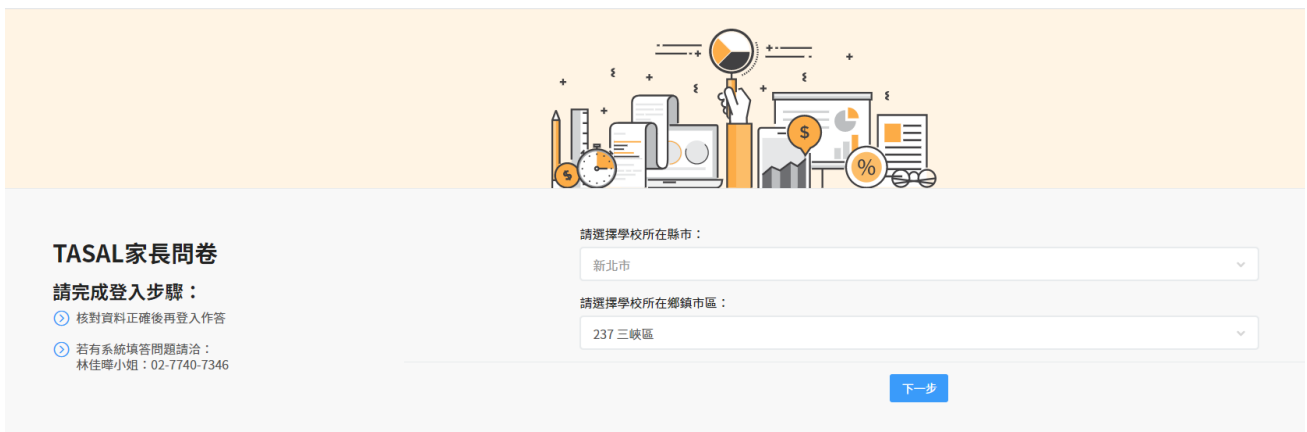 $
$
%
TASAL家長問卷
請完成登入步驟：
核對資料正確後再登入作答
若有系統填答問題請洽：
林佳曄小姐：02-7740-7346
請選擇學校所在縣市：
新北市
請選擇學校所在鄉鎮市區：
237 三峽區
下一步